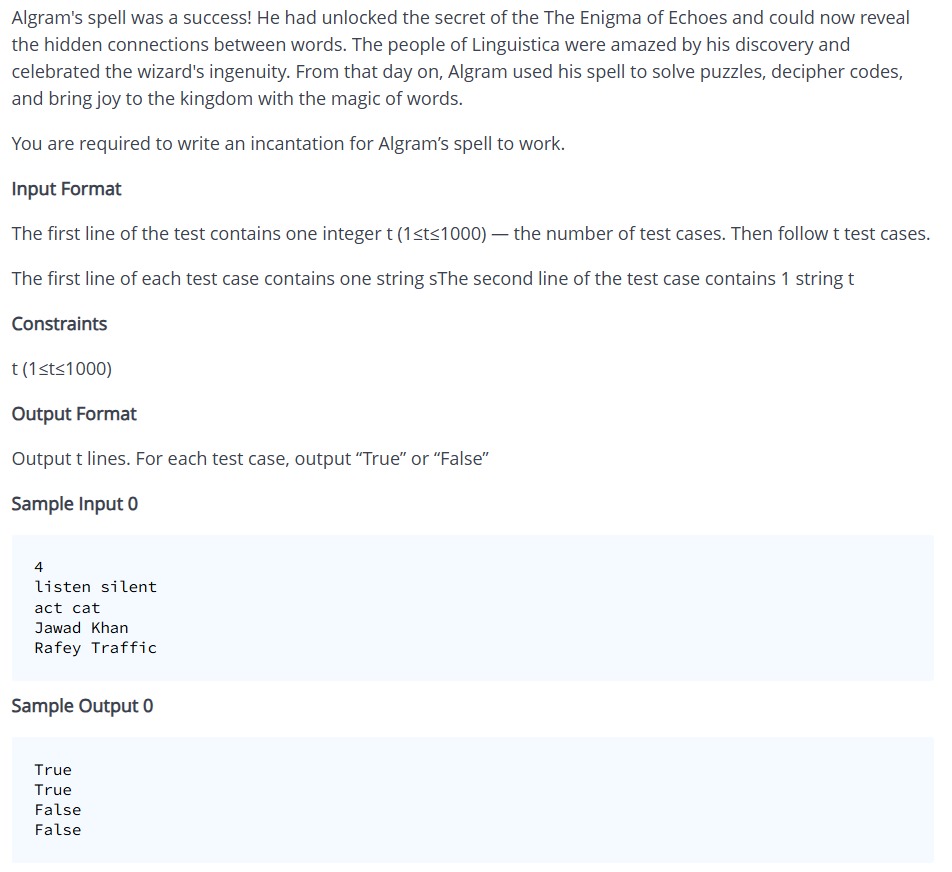 Algram's spell was a success! He had unlocked the secret of the The Enigma of Echoes and could now reveal
the hidden connections between words. The people of Linguistica were amazed by his discovery and
celebrated the wizard's ingenuity. From that day on, Algram used his spell to solve puzzles, decipher codes,
and bring joy to the kingdom with the magic of words.
You are required to write an incantation for Algram’s spell to work.
Input Format
The first line of the test contains one integer t (1≤t≤1000) — the number of test cases. Then follow t test cases.
The first line of each test case contains one string sThe second line of the test case contains 1 string t
Constraints
t (1≤t≤1000)
Output Format
Output t lines. For each test case, output “True” or “False”
Sample Input 0
4
listen silent
act cat
Jawad Khan
Rafey Traffic
Sample Output 0
True
True
False
False